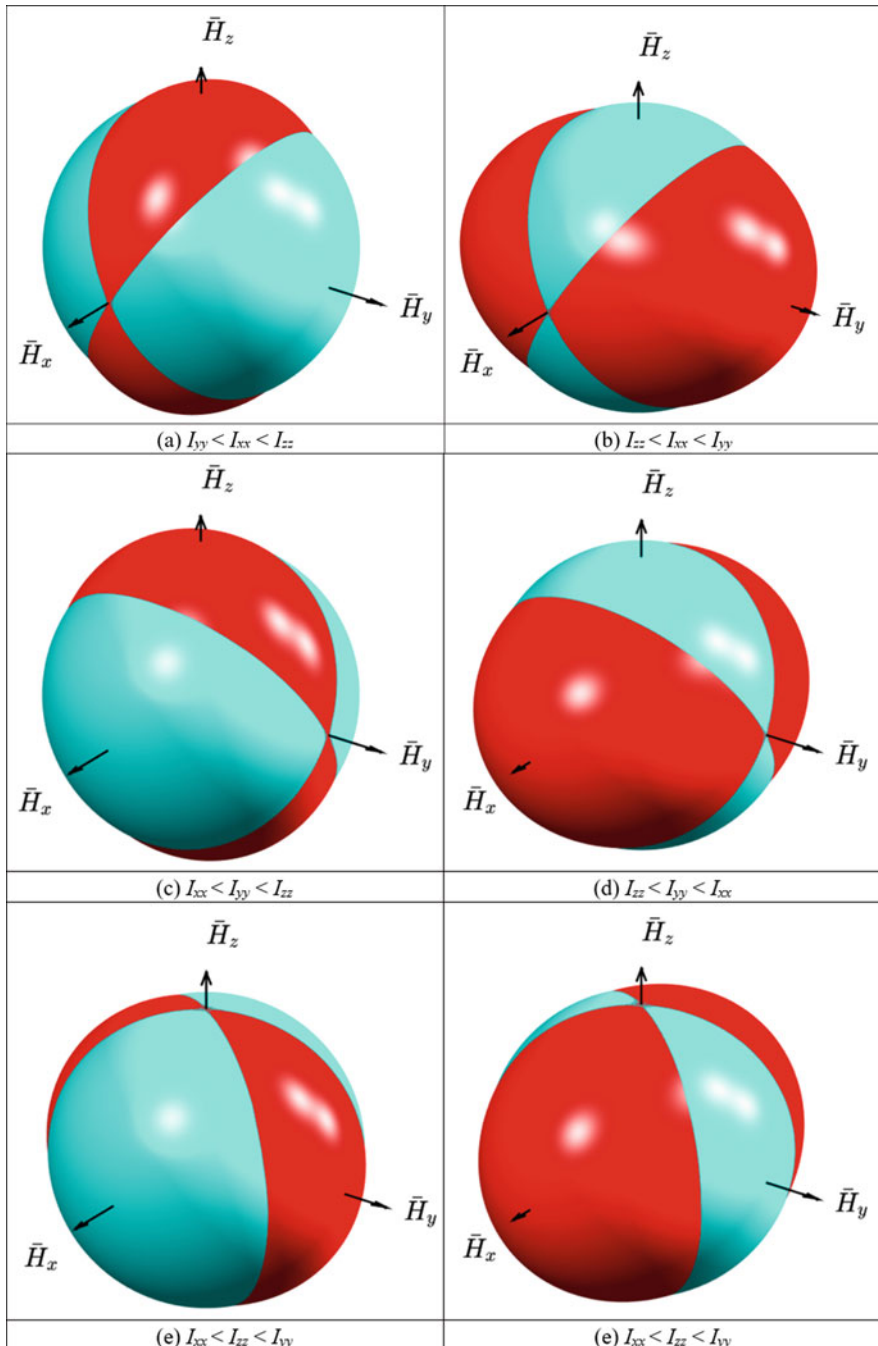 H̄z H̄z
H̄x H̄y H̄x H̄y
(a) Iyy < Ixx < Izz (b) Izz < Ixx < Iyy
H̄z H̄z
H̄x H̄y H̄x H̄y
(c) Ixx < Iyy < Izz (d) Izz < Iyy < Ixx
H̄z H̄z
H̄x H̄y H̄x H̄y
(e) Ixx < Izz < Iyy (e) Ixx < Izz < Iyy